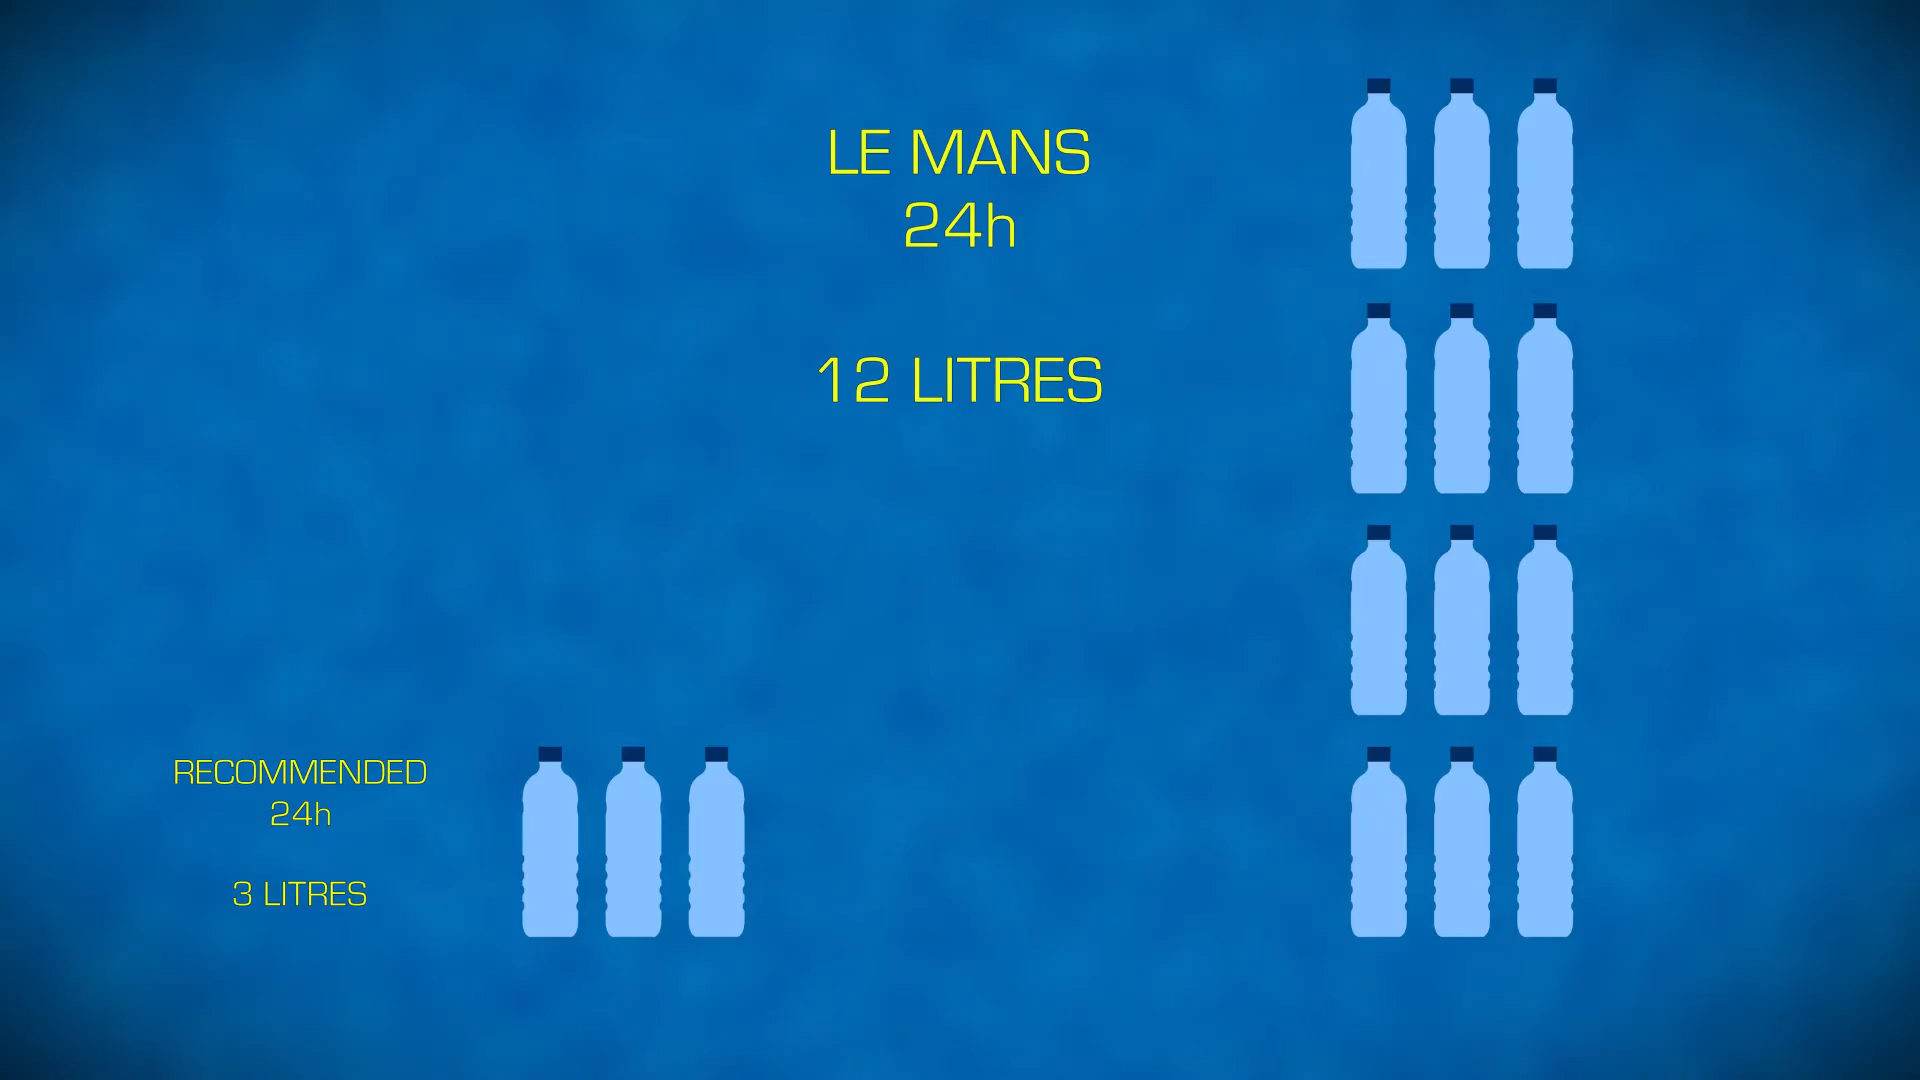 LE MANS
24h
12 LITRES
RECOMMENDED
24h
3 LITRES